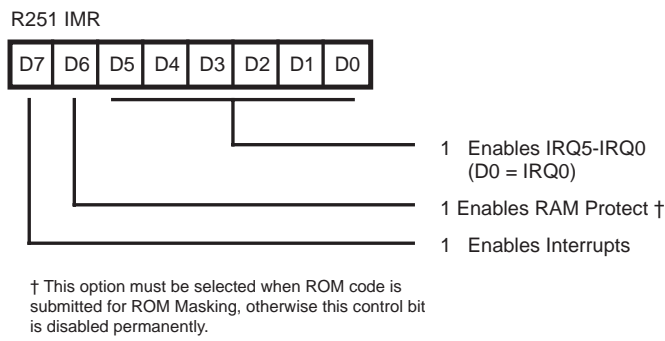 R251 IMR
D7 D6 D5 D4 D3 D2 D1 D0
1 Enables IRQ5-IRQ0
(D0 = IRQ0)
1 Enables RAM Protect †
1 Enables Interrupts
† This option must be selected when ROM code is
submitted for ROM Masking, otherwise this control bit
is disabled permanently.